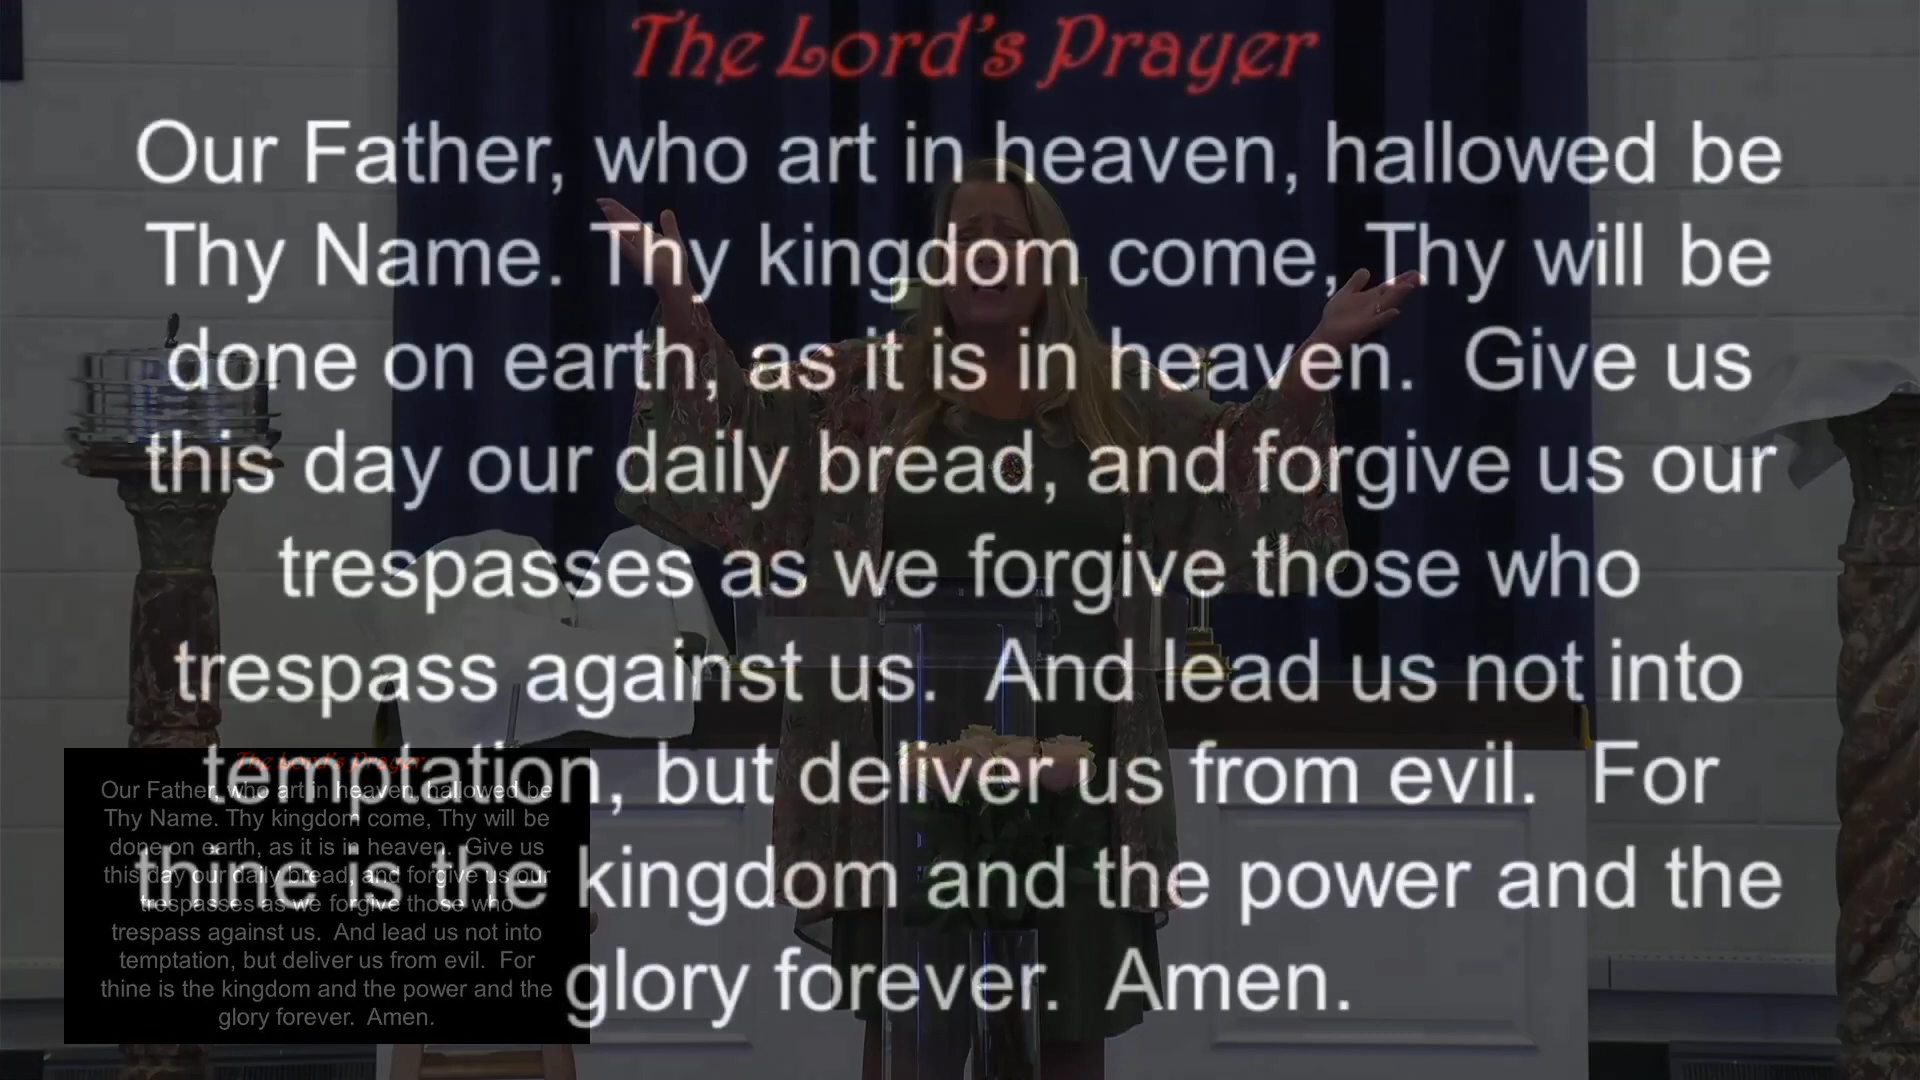 The Lord's Prayer
Our Father, who art in heaven, hallowed be
Thy Name. Thy kingdom come, Thy will be
done on earth, as it is in heaven.  Give us
this day our daily bread, and forgive us our
trespasses as we forgive those who
trespass against us.  And lead us not into
temptation, but deliver us from evil.  For
thine is the kingdom and the power and the
glory forever.  Amen.
The Lord's Prayer
Our Father, who art in heaven, hallowed be
Thy Name. Thy kingdom come, Thy will be
done on earth, as it is in heaven.  Give us
this day our daily bread, and forgive us our
trespasses as we forgive those who
trespass against us.  And lead us not into
temptation, but deliver us from evil.  For
thine is the kingdom and the power and the
glory forever.  Amen.